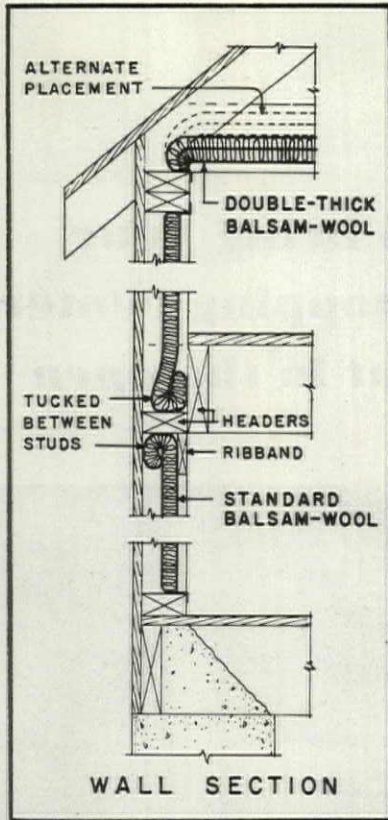 ALTERNATE
PLACEMENT
DOUBLE-THICK
BALSAM-WOOL
TUCKED
BETWEEN
STUDS
HEADERS
RIBBAND
STANDARD
BALSAM-WOOL
WALL SECTION